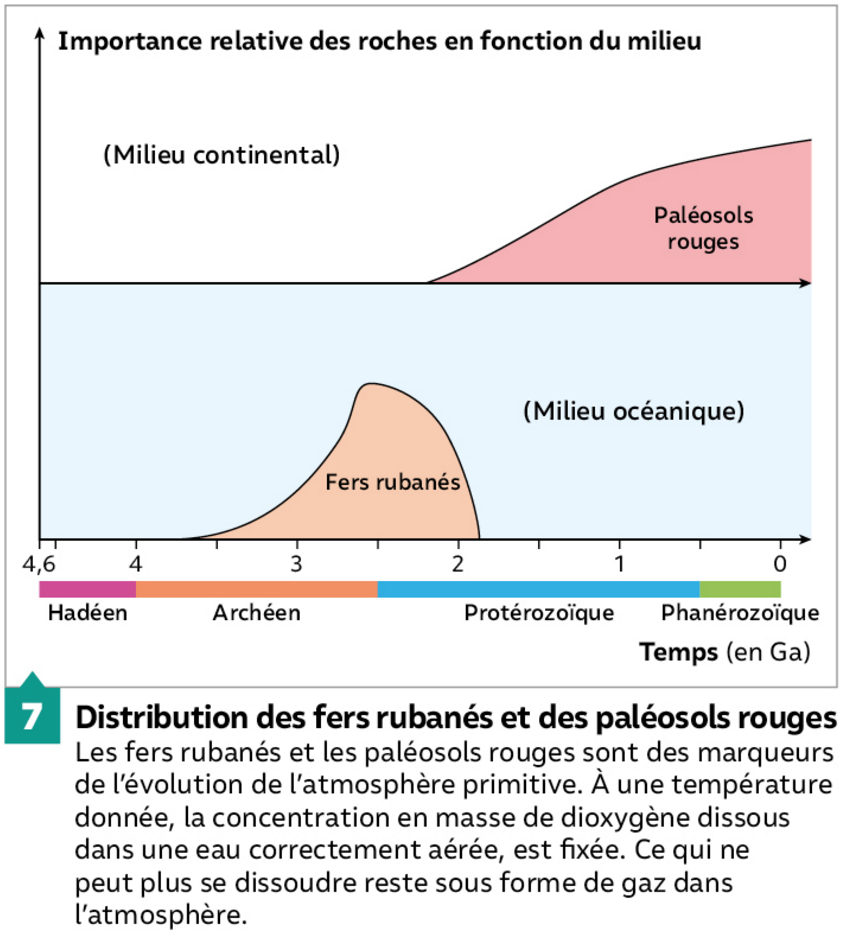 Importance relative des roches en fonction du milieu
(Milieu continental)
Paléosols
rouges
(Milieu océanique)
Fers rubanés
4,6 4 3 2 1 0
Hadéen Archéen Protérozoïque Phanérozoïque
Temps (en Ga)
7 Distribution des fers rubanés et des paléosols rouges
Les fers rubanés et les paléosols rouges sont des marqueurs
de l’évolution de l’atmosphère primitive. À une température
donnée, la concentration en masse de dioxygène dissous
dans une eau correctement aérée, est fixée. Ce qui ne
peut plus se dissoudre reste sous forme de gaz dans
l’atmosphère.